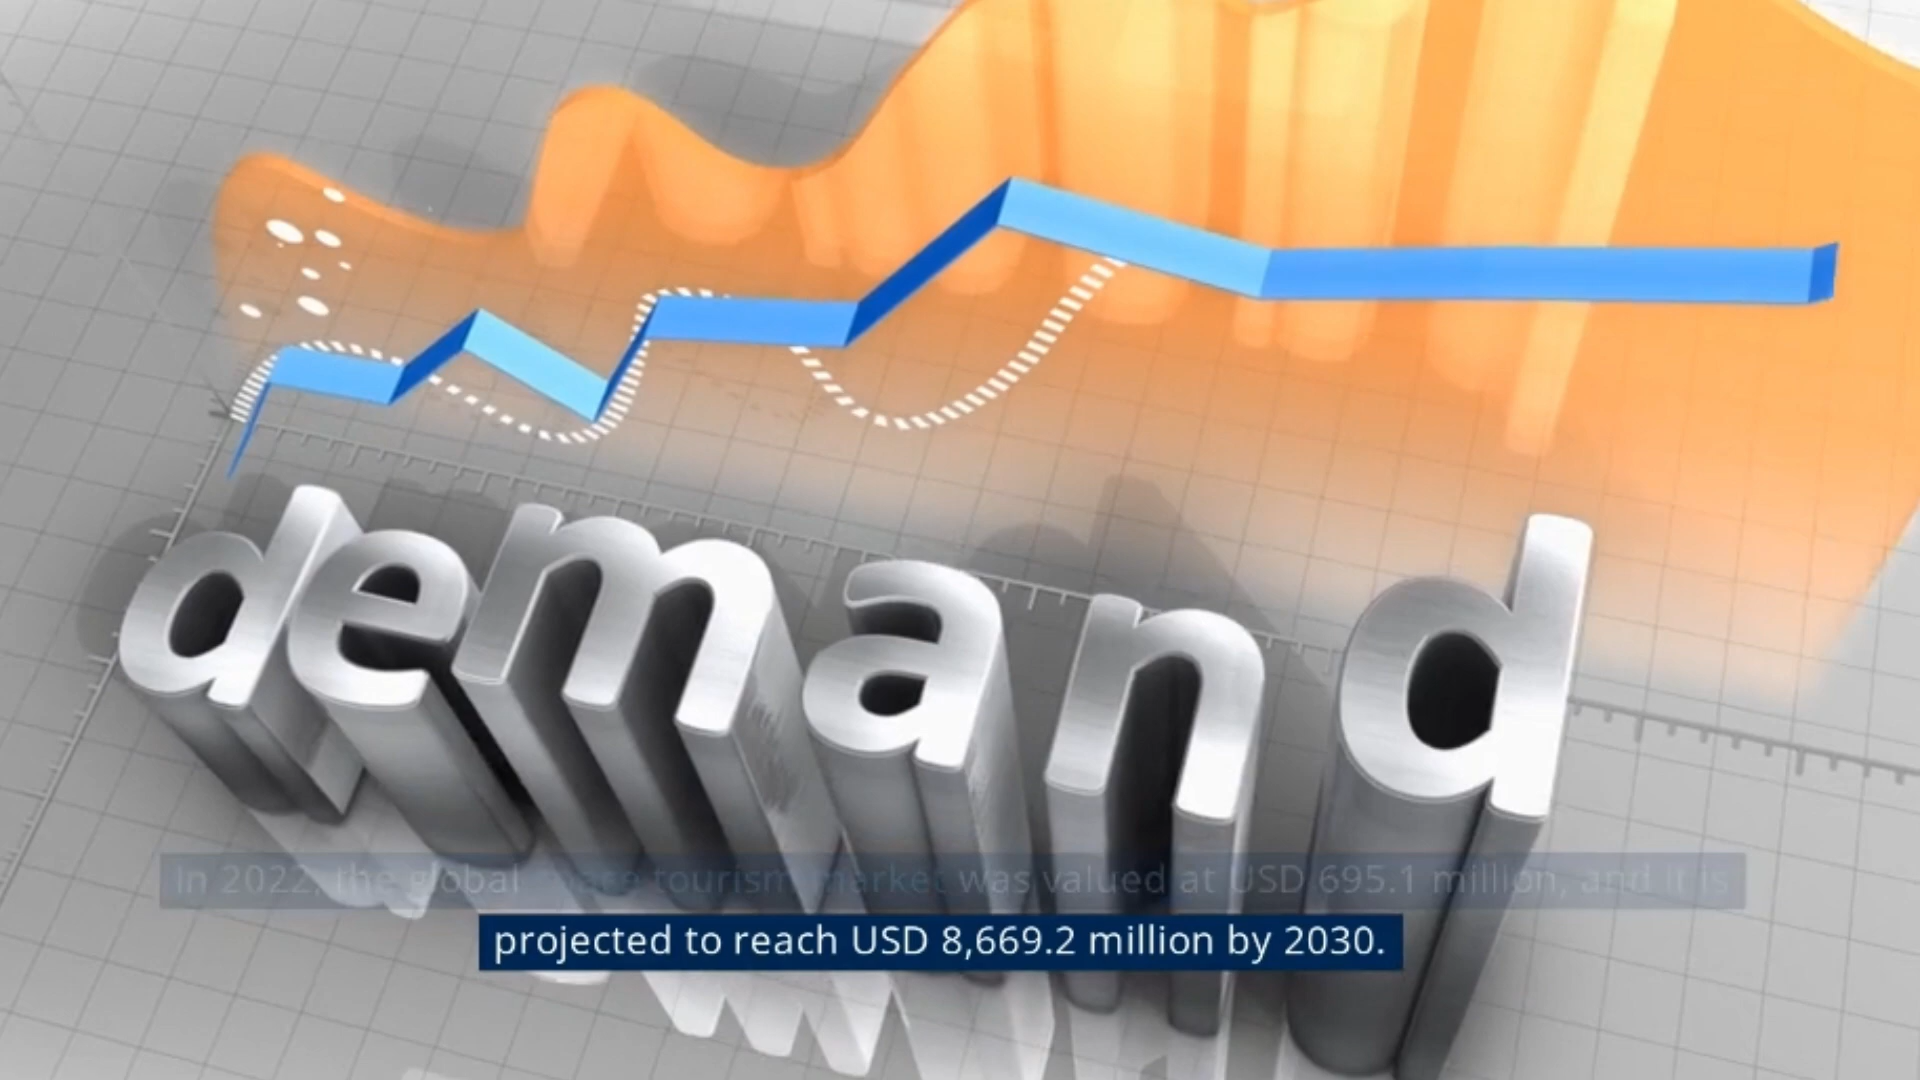 demand
In 2022, the global space tourism market was valued at USD 695.1 million, and it is
projected to reach USD 8,669.2 million by 2030.